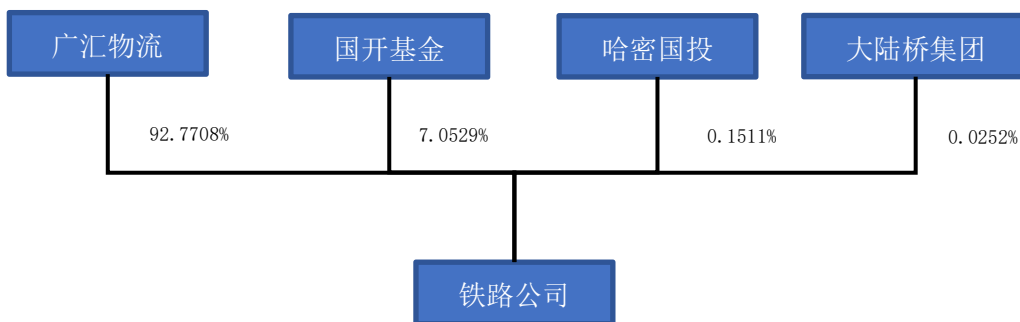 广汇物流
国开基金
哈密国投
大陆桥集团
92.7708%
7.0529%
0.1511%
0.0252%
铁路公司